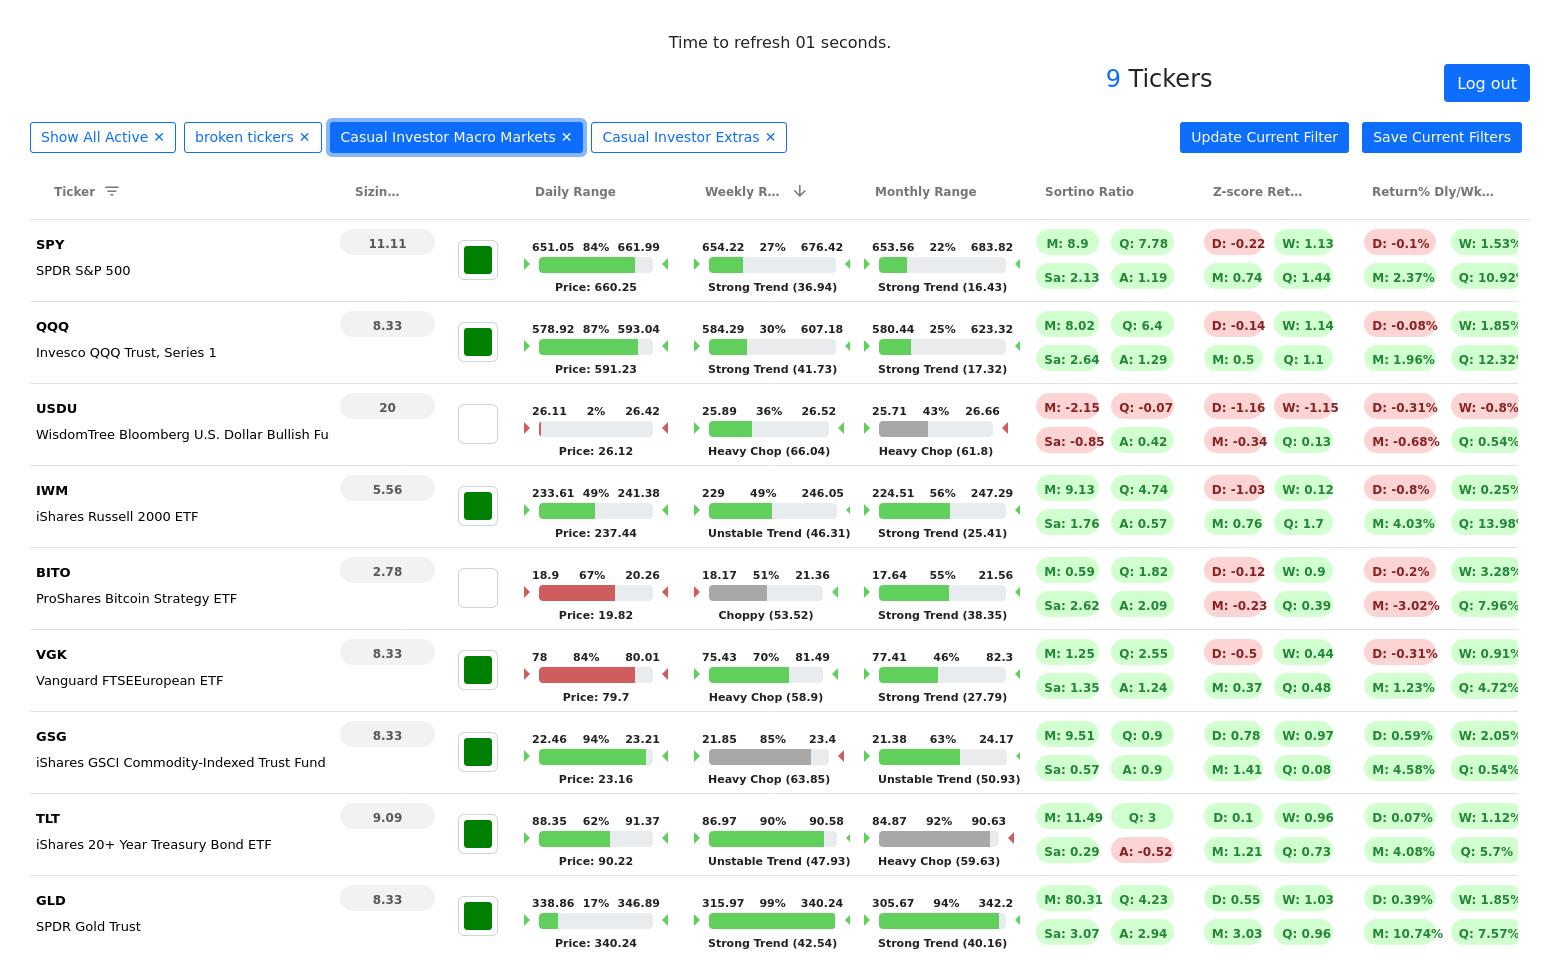 Time to refresh 01 seconds.
9 Tickers
Log out
Show All Active ✕ broken tickers ✕ Casual Investor Macro Markets ✕ Casual Investor Extras ✕ Update Current Filter Save Current Filters
Ticker Sizin… Daily Range Weekly R… Monthly Range Sortino Ratio Z-score Ret… Return% Dly/Wk…
SPY 11.11 M: 8.9 Q: 7.78 D: -0.22 W: 1.13 D: -0.1% W: 1.53%
651.05 84% 661.99 654.22 27% 676.42 653.56 22% 683.82
SPDR S&P 500 Sa: 2.13 A: 1.19 M: 0.74 Q: 1.44 M: 2.37% Q: 10.92%
Price: 660.25 Strong Trend (36.94) Strong Trend (16.43)
QQQ 8.33 M: 8.02 Q: 6.4 D: -0.14 W: 1.14 D: -0.08% W: 1.85%
578.92 87% 593.04 584.29 30% 607.18 580.44 25% 623.32
Invesco QQQ Trust, Series 1 Sa: 2.64 A: 1.29 M: 0.5 Q: 1.1 M: 1.96% Q: 12.32%
Price: 591.23 Strong Trend (41.73) Strong Trend (17.32)
USDU 20 M: -2.15 Q: -0.07 D: -1.16 W: -1.15 D: -0.31% W: -0.8%
26.11 2% 26.42 25.89 36% 26.52 25.71 43% 26.66
WisdomTree Bloomberg U.S. Dollar Bullish Fu Sa: -0.85 A: 0.42 M: -0.34 Q: 0.13 M: -0.68% Q: 0.54%
Price: 26.12 Heavy Chop (66.04) Heavy Chop (61.8)
IWM 5.56 M: 9.13 Q: 4.74 D: -1.03 W: 0.12 D: -0.8% W: 0.25%
233.61 49% 241.38 229 49% 246.05 224.51 56% 247.29
iShares Russell 2000 ETF Sa: 1.76 A: 0.57 M: 0.76 Q: 1.7 M: 4.03% Q: 13.98%
Price: 237.44 Unstable Trend (46.31) Strong Trend (25.41)
BITO 2.78 M: 0.59 Q: 1.82 D: -0.12 W: 0.9 D: -0.2% W: 3.28%
18.9 67% 20.26 18.17 51% 21.36 17.64 55% 21.56
ProShares Bitcoin Strategy ETF Sa: 2.62 A: 2.09 M: -0.23 Q: 0.39 M: -3.02% Q: 7.96%
Price: 19.82 Choppy (53.52) Strong Trend (38.35)
VGK 8.33 M: 1.25 Q: 2.55 D: -0.5 W: 0.44 D: -0.31% W: 0.91%
78 84% 80.01 75.43 70% 81.49 77.41 46% 82.3
Vanguard FTSEEuropean ETF Sa: 1.35 A: 1.24 M: 0.37 Q: 0.48 M: 1.23% Q: 4.72%
Price: 79.7 Heavy Chop (58.9) Strong Trend (27.79)
GSG 8.33 M: 9.51 Q: 0.9 D: 0.78 W: 0.97 D: 0.59% W: 2.05%
22.46 94% 23.21 21.85 85% 23.4 21.38 63% 24.17
iShares GSCI Commodity-Indexed Trust Fund Sa: 0.57 A: 0.9 M: 1.41 Q: 0.08 M: 4.58% Q: 0.54%
Price: 23.16 Heavy Chop (63.85) Unstable Trend (50.93)
TLT 9.09 M: 11.49 Q: 3 D: 0.1 W: 0.96 D: 0.07% W: 1.12%
88.35 62% 91.37 86.97 90% 90.58 84.87 92% 90.63
iShares 20+ Year Treasury Bond ETF Sa: 0.29 A: -0.52 M: 1.21 Q: 0.73 M: 4.08% Q: 5.7%
Price: 90.22 Unstable Trend (47.93) Heavy Chop (59.63)
GLD 8.33 M: 80.31 Q: 4.23 D: 0.55 W: 1.03 D: 0.39% W: 1.85%
338.86 17% 346.89 315.97 99% 340.24 305.67 94% 342.2
SPDR Gold Trust Sa: 3.07 A: 2.94 M: 3.03 Q: 0.96 M: 10.74% Q: 7.57%
Price: 340.24 Strong Trend (42.54) Strong Trend (40.16)